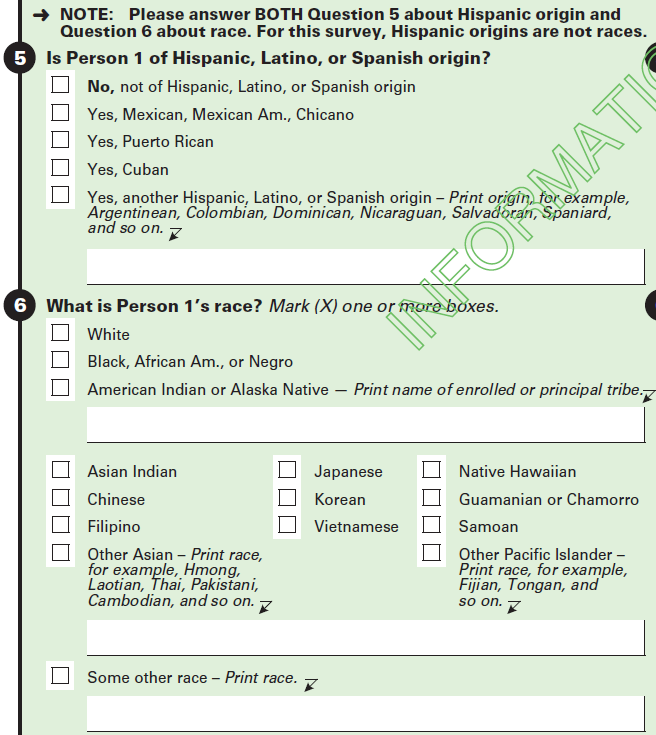 ➔ NOTE: Please answer BOTH Question 5 about Hispanic origin and
Question 6 about race. For this survey, Hispanic origins are not races.
5 Is Person 1 of Hispanic, Latino, or Spanish origin?
No, not of Hispanic, Latino, or Spanish origin
Yes, Mexican, Mexican Am., Chicano
Yes, Puerto Rican
Yes, Cuban
Yes, another Hispanic, Latino, or Spanish origin – Print origin, for example,
Argentinean, Colombian, Dominican, Nicaraguan, Salvadoran, Spaniard,
and so on.
6 What is Person 1's race? Mark (X) one or more boxes.
White
Black, African Am., or Negro
American Indian or Alaska Native — Print name of enrolled or principal tribe.
Asian Indian
Chinese
Filipino
Other Asian – Print race,
for example, Hmong,
Laotian, Thai, Pakistani,
Cambodian, and so on.
Japanese
Korean
Vietnamese
Native Hawaiian
Guamanian or Chamorro
Samoan
Other Pacific Islander –
Print race, for example,
Fijian, Tongan, and
so on.
Some other race – Print race.
INFORMATIO